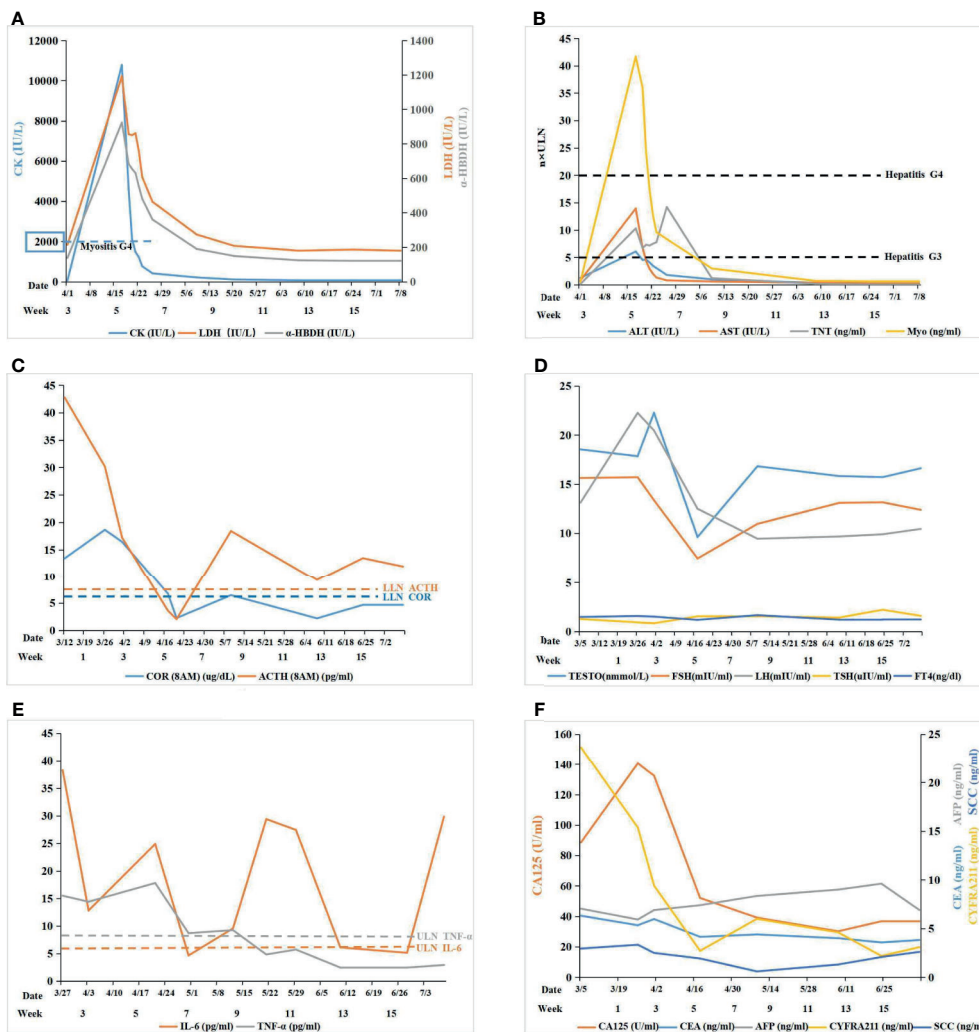 A
12000
10000
8000
6000
4000
2000
0
CK (IU/L)
Myositis G4
1400
1200
1000
800
600
400
200
0
LDH (IU/L)
α-HBDH (IU/L)
Date 4/1 4/8 4/15 4/22 4/29 5/6 5/13 5/20 5/27 6/3 6/10 6/17 6/24 7/1 7/8
Week 3 5 7 9 11 13 15
CK (IU/L) LDH (IU/L) α-HBDH (IU/L)
B
45
40
35
30
25
20
15
10
5
0
n×ULN
Hepatitis G4
Hepatitis G3
Date 4/1 4/8 4/15 4/22 4/29 5/6 5/13 5/20 5/27 6/3 6/10 6/17 6/24 7/1 7/8
Week 3 5 7 9 11 13 15
ALT (IU/L) AST (IU/L) TNT (ng/ml) Myo (ng/ml)
C
45
40
35
30
25
20
15
10
5
0
LLN ACTH
LLN COR
Date 3/12 3/19 3/26 4/2 4/9 4/16 4/23 4/30 5/7 5/14 5/21 5/28 6/4 6/11 6/18 6/25 7/2
Week 1 3 5 7 9 11 13 15
COR (8AM) (ug/dL) ACTH (8AM) (pg/ml)
D
25
20
15
10
5
0
Date 3/5 3/12 3/19 3/26 4/2 4/9 4/16 4/23 4/30 5/7 5/14 5/21 5/28 6/4 6/11 6/18 6/25 7/2
Week 1 3 5 7 9 11 13 15
TESTO(nmmol/L) FSH(mIU/ml) LH(mIU/ml) TSH(uIU/ml) FT4(ng/dl)
E
45
40
35
30
25
20
15
10
5
0
ULN TNF-α
ULN IL-6
Date 3/27 4/3 4/10 4/17 4/24 5/1 5/8 5/15 5/22 5/29 6/5 6/12 6/19 6/26 7/3
Week 3 5 7 9 11 13 15
IL-6 (pg/ml) TNF-α (pg/ml)
F
160
140
120
100
80
60
40
20
0
CA125 (U/ml)
25
20
15
10
5
0
AFP (ng/ml)
SCC (ng/ml)
CEA (ng/ml)
CYFRA211 (ng/ml)
Date 3/5 3/12 3/19 3/26 4/2 4/9 4/16 4/23 4/30 5/7 5/14 5/21 5/28 6/4 6/11 6/18 6/25
Week 1 3 5 7 9 11 13 15
CA125 (U/ml) CEA (ng/ml) AFP (ng/ml) CYFRA211 (ng/ml) SCC (ng/ml)